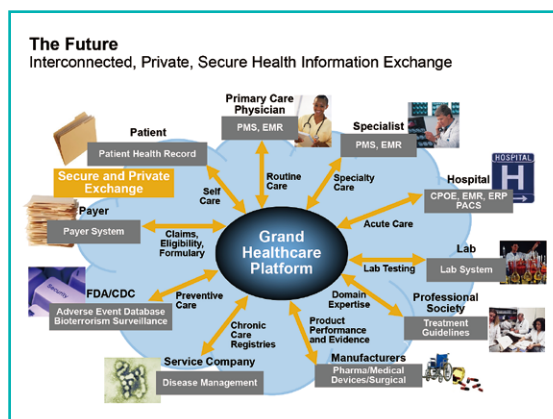 The Future
Interconnected, Private, Secure Health Information Exchange
Primary Care
Physician
PMS, EMR
Specialist
PMS, EMR
Patient
Patient Health Record
Secure and Private
Exchange
HOSPITAL
H
Hospital
CPOE, EMR, ERP
PACS
Self
Care
Routine
Care
Specialty
Care
Acute Care
Payer
Payer System
Claims,
Eligibility,
Formulary
Grand
Healthcare
Platform
Lab
Lab System
Lab Testing
Security
FDA/CDC
Adverse Event Database
Bioterrorism Surveillance
Preventive
Care
Domain
Expertise
Professional
Society
Treatment
Guidelines
Chronic
Care
Registries
Product
Performance
and Evidence
Service Company
Disease Management
Manufacturers
Pharma/Medical
Devices/Surgical